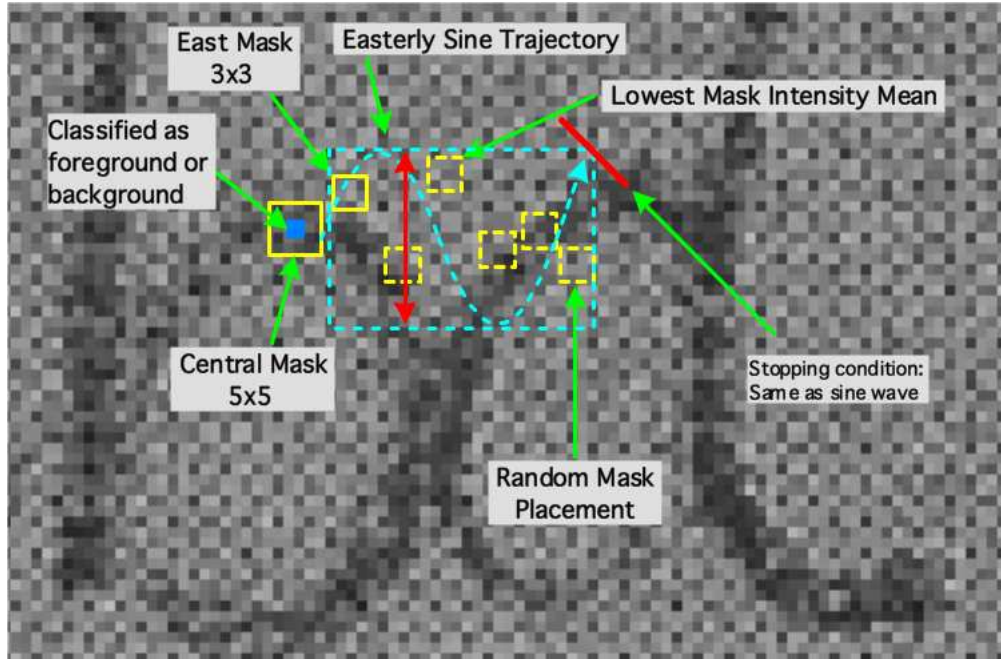 East Mask
3x3
Easterly Sine Trajectory
Lowest Mask Intensity Mean
Classified as
foreground or
background
Central Mask
5x5
Stopping condition:
Same as sine wave
Random Mask
Placement